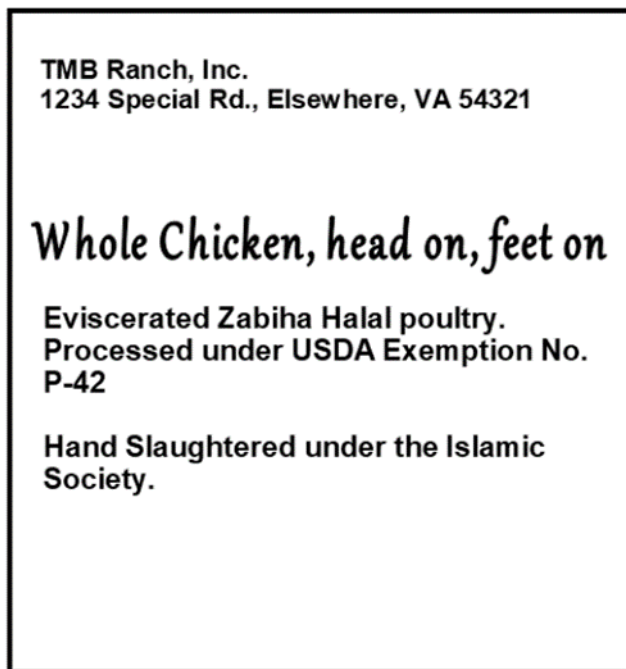 TMB Ranch, Inc.
1234 Special Rd., Elsewhere, VA 54321
Whole Chicken, head on, feet on
Eviscerated Zabiha Halal poultry.
Processed under USDA Exemption No.
P-42
Hand Slaughtered under the Islamic
Society.